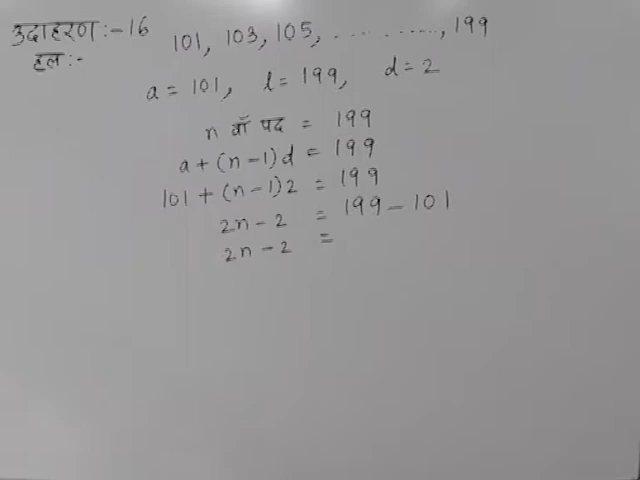 उदाहरण :- 16 101, 103, 105, .............., 199
हल :-
a = 101, l = 199, d = 2
n वाँ पद = 199
a + (n - 1)d = 199
101 + (n - 1)2 = 199
2n - 2 = 199 - 101
2n - 2 =